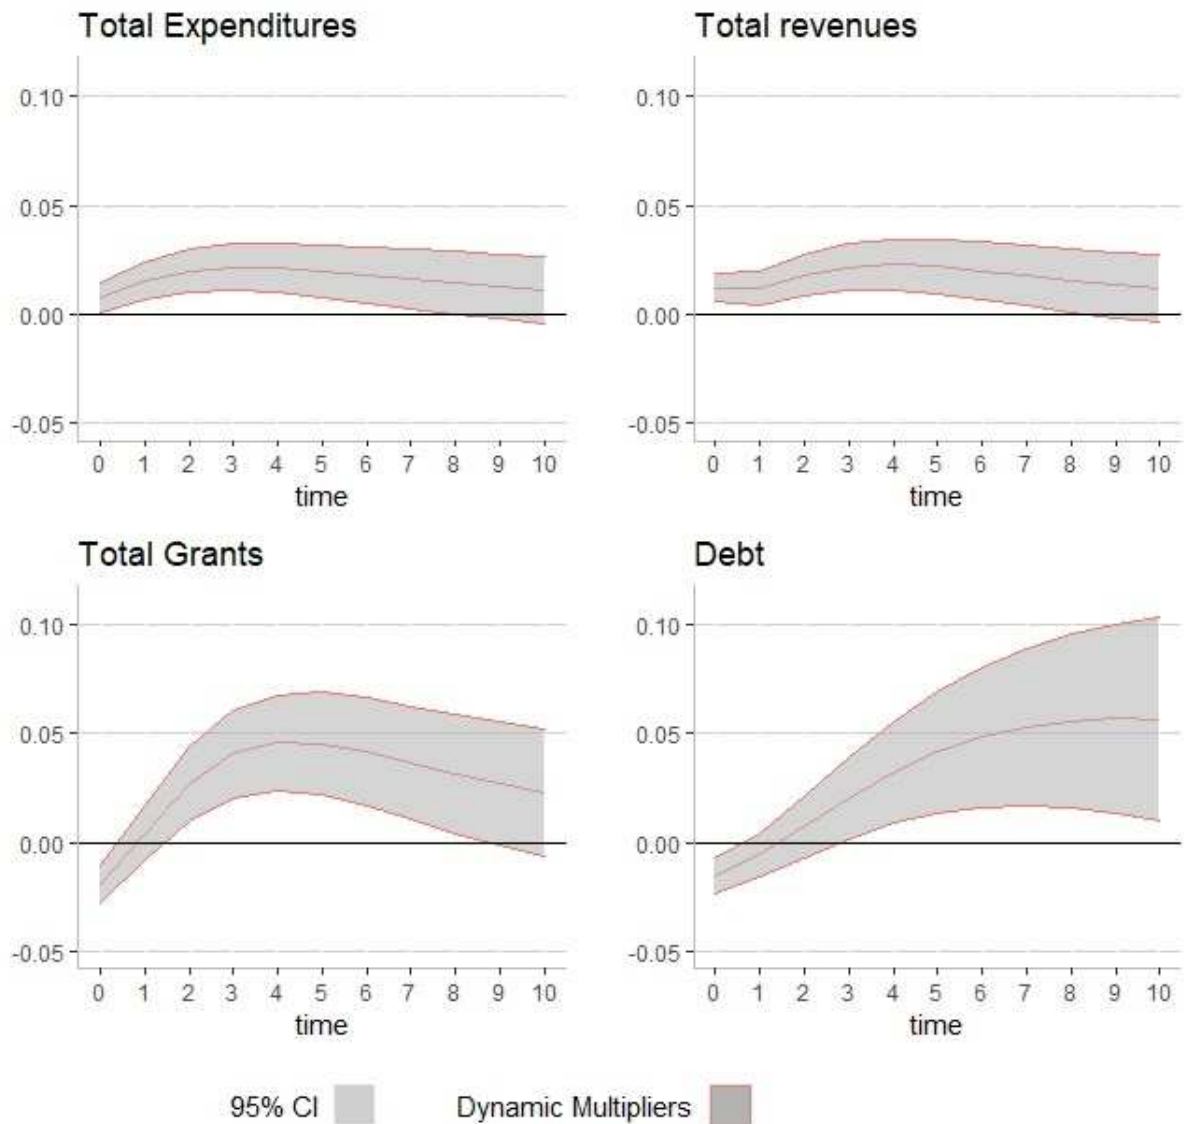 Total Expenditures
0.10
0.05
0.00
-0.05
0 1 2 3 4 5 6 7 8 9 10
time
Total revenues
0.10
0.05
0.00
-0.05
0 1 2 3 4 5 6 7 8 9 10
time
Total Grants
0.10
0.05
0.00
-0.05
0 1 2 3 4 5 6 7 8 9 10
time
Debt
0.10
0.05
0.00
-0.05
0 1 2 3 4 5 6 7 8 9 10
time
95% CI Dynamic Multipliers